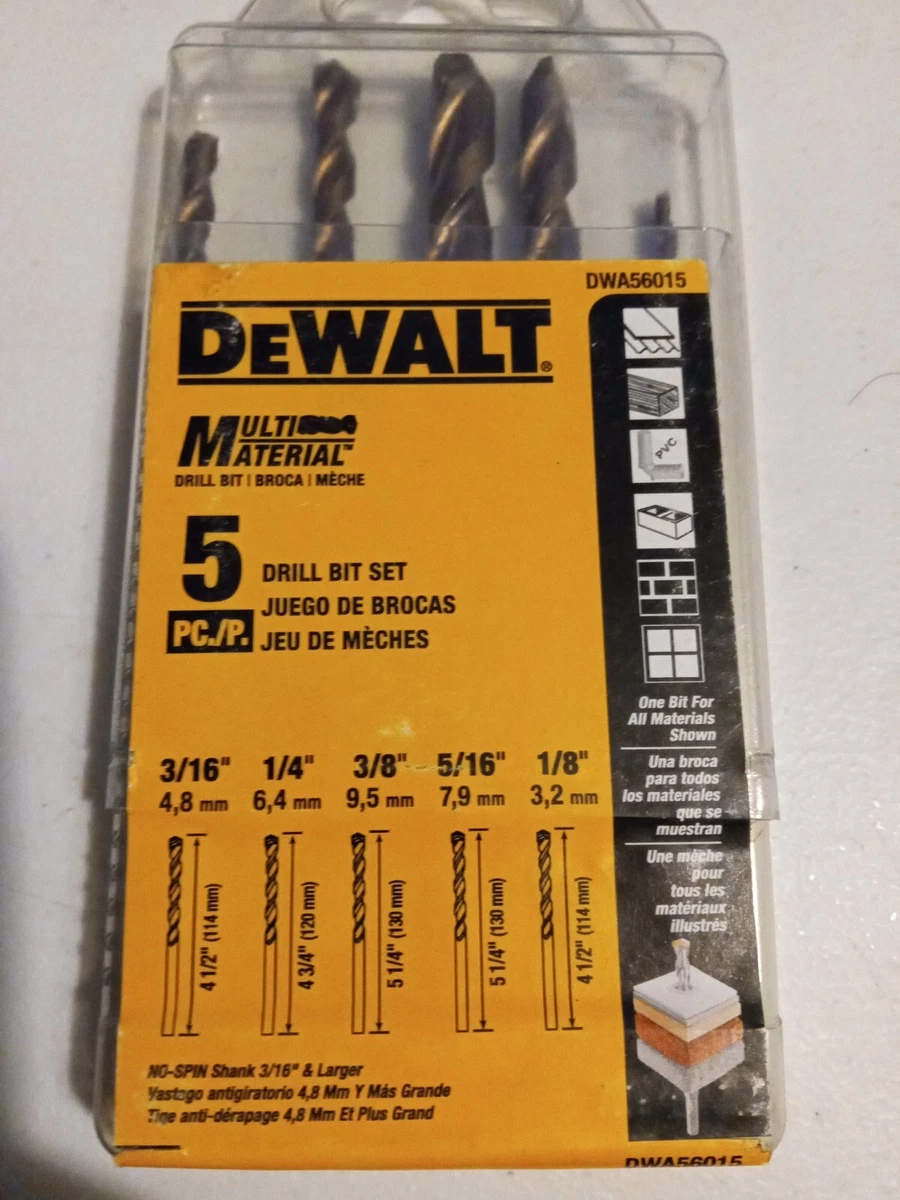 DWA56015
DEWALT®
MULTI
MATERIAL™
DRILL BIT | BROCA | MÈCHE
5
PC./P.
DRILL BIT SET
JUEGO DE BROCAS
JEU DE MÈCHES
PVC
One Bit For
All Materials
Shown
Una broca
para todos
los materiales
que se
muestran
Une mèche
pour
tous les
matériaux
illustrés
3/16" 1/4" 3/8" 5/16" 1/8"
4,8 mm 6,4 mm 9,5 mm 7,9 mm 3,2 mm
4 1/2" (114 mm)
4 3/4" (120 mm)
5 1/4" (130 mm)
5 1/4" (130 mm)
4 1/2" (114 mm)
NO-SPIN Shank 3/16" & Larger
Vastago antigiratorio 4,8 Mm Y Más Grande
Tige anti-dérapage 4,8 Mm Et Plus Grand
DWA56015